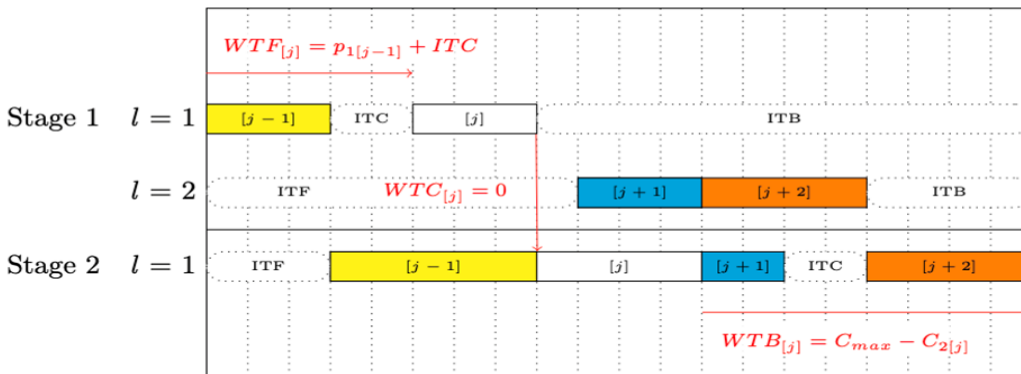 WTF[j] = p1[j−1] + ITC
Stage 1 l = 1 [j − 1] ITC [j] ITB
l = 2 ITF WTC[j] = 0 [j + 1] [j + 2] ITB
Stage 2 l = 1 ITF [j − 1] [j] [j + 1] ITC [j + 2]
WTB[j] = Cmax − C2[j]